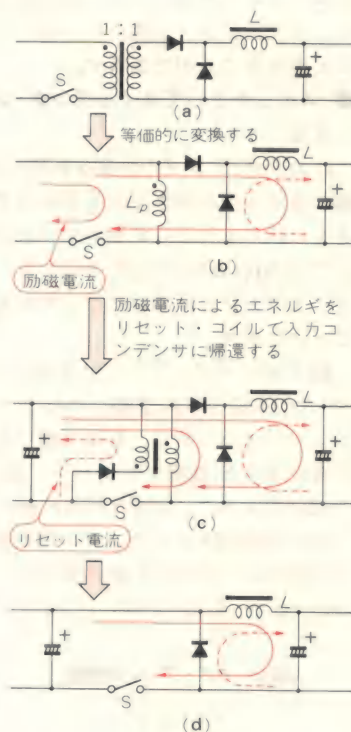 1：1
L
+
S
(a)
等価的に変換する
Lp
L
+
S
(b)
励磁電流
励磁電流によるエネルギを
リセット・コイルで入力コ
ンデンサに帰還する
L
+
+
S
(c)
リセット電流
L
+
+
S
(d)